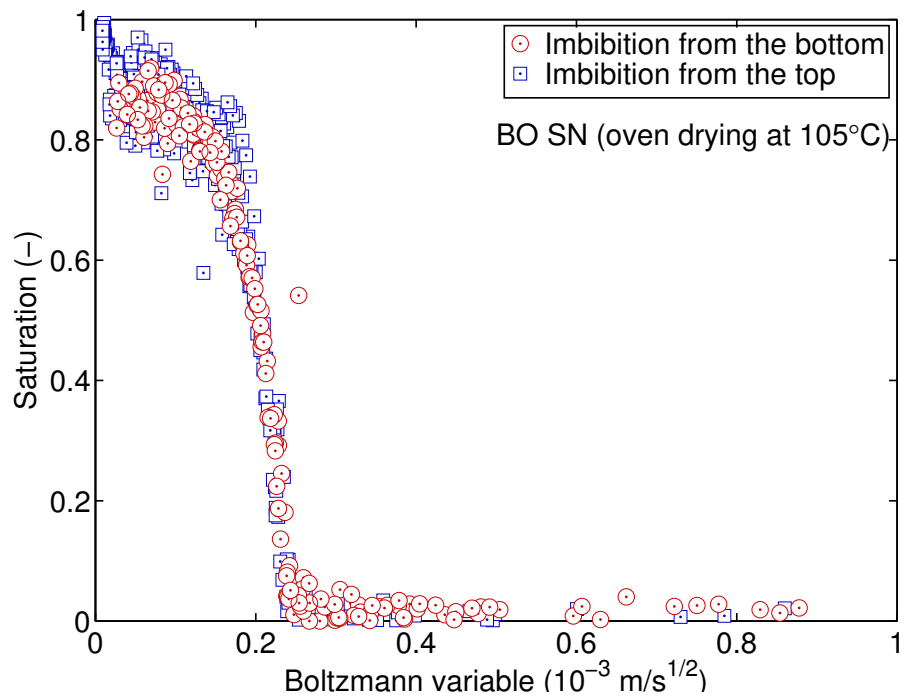 1
0.8
0.6
0.4
0.2
0
Saturation (−)
Imbibition from the bottom
Imbibition from the top
BO SN (oven drying at 105°C)
0 0.2 0.4 0.6 0.8 1
Boltzmann variable (10⁻³ m/s¹/²)